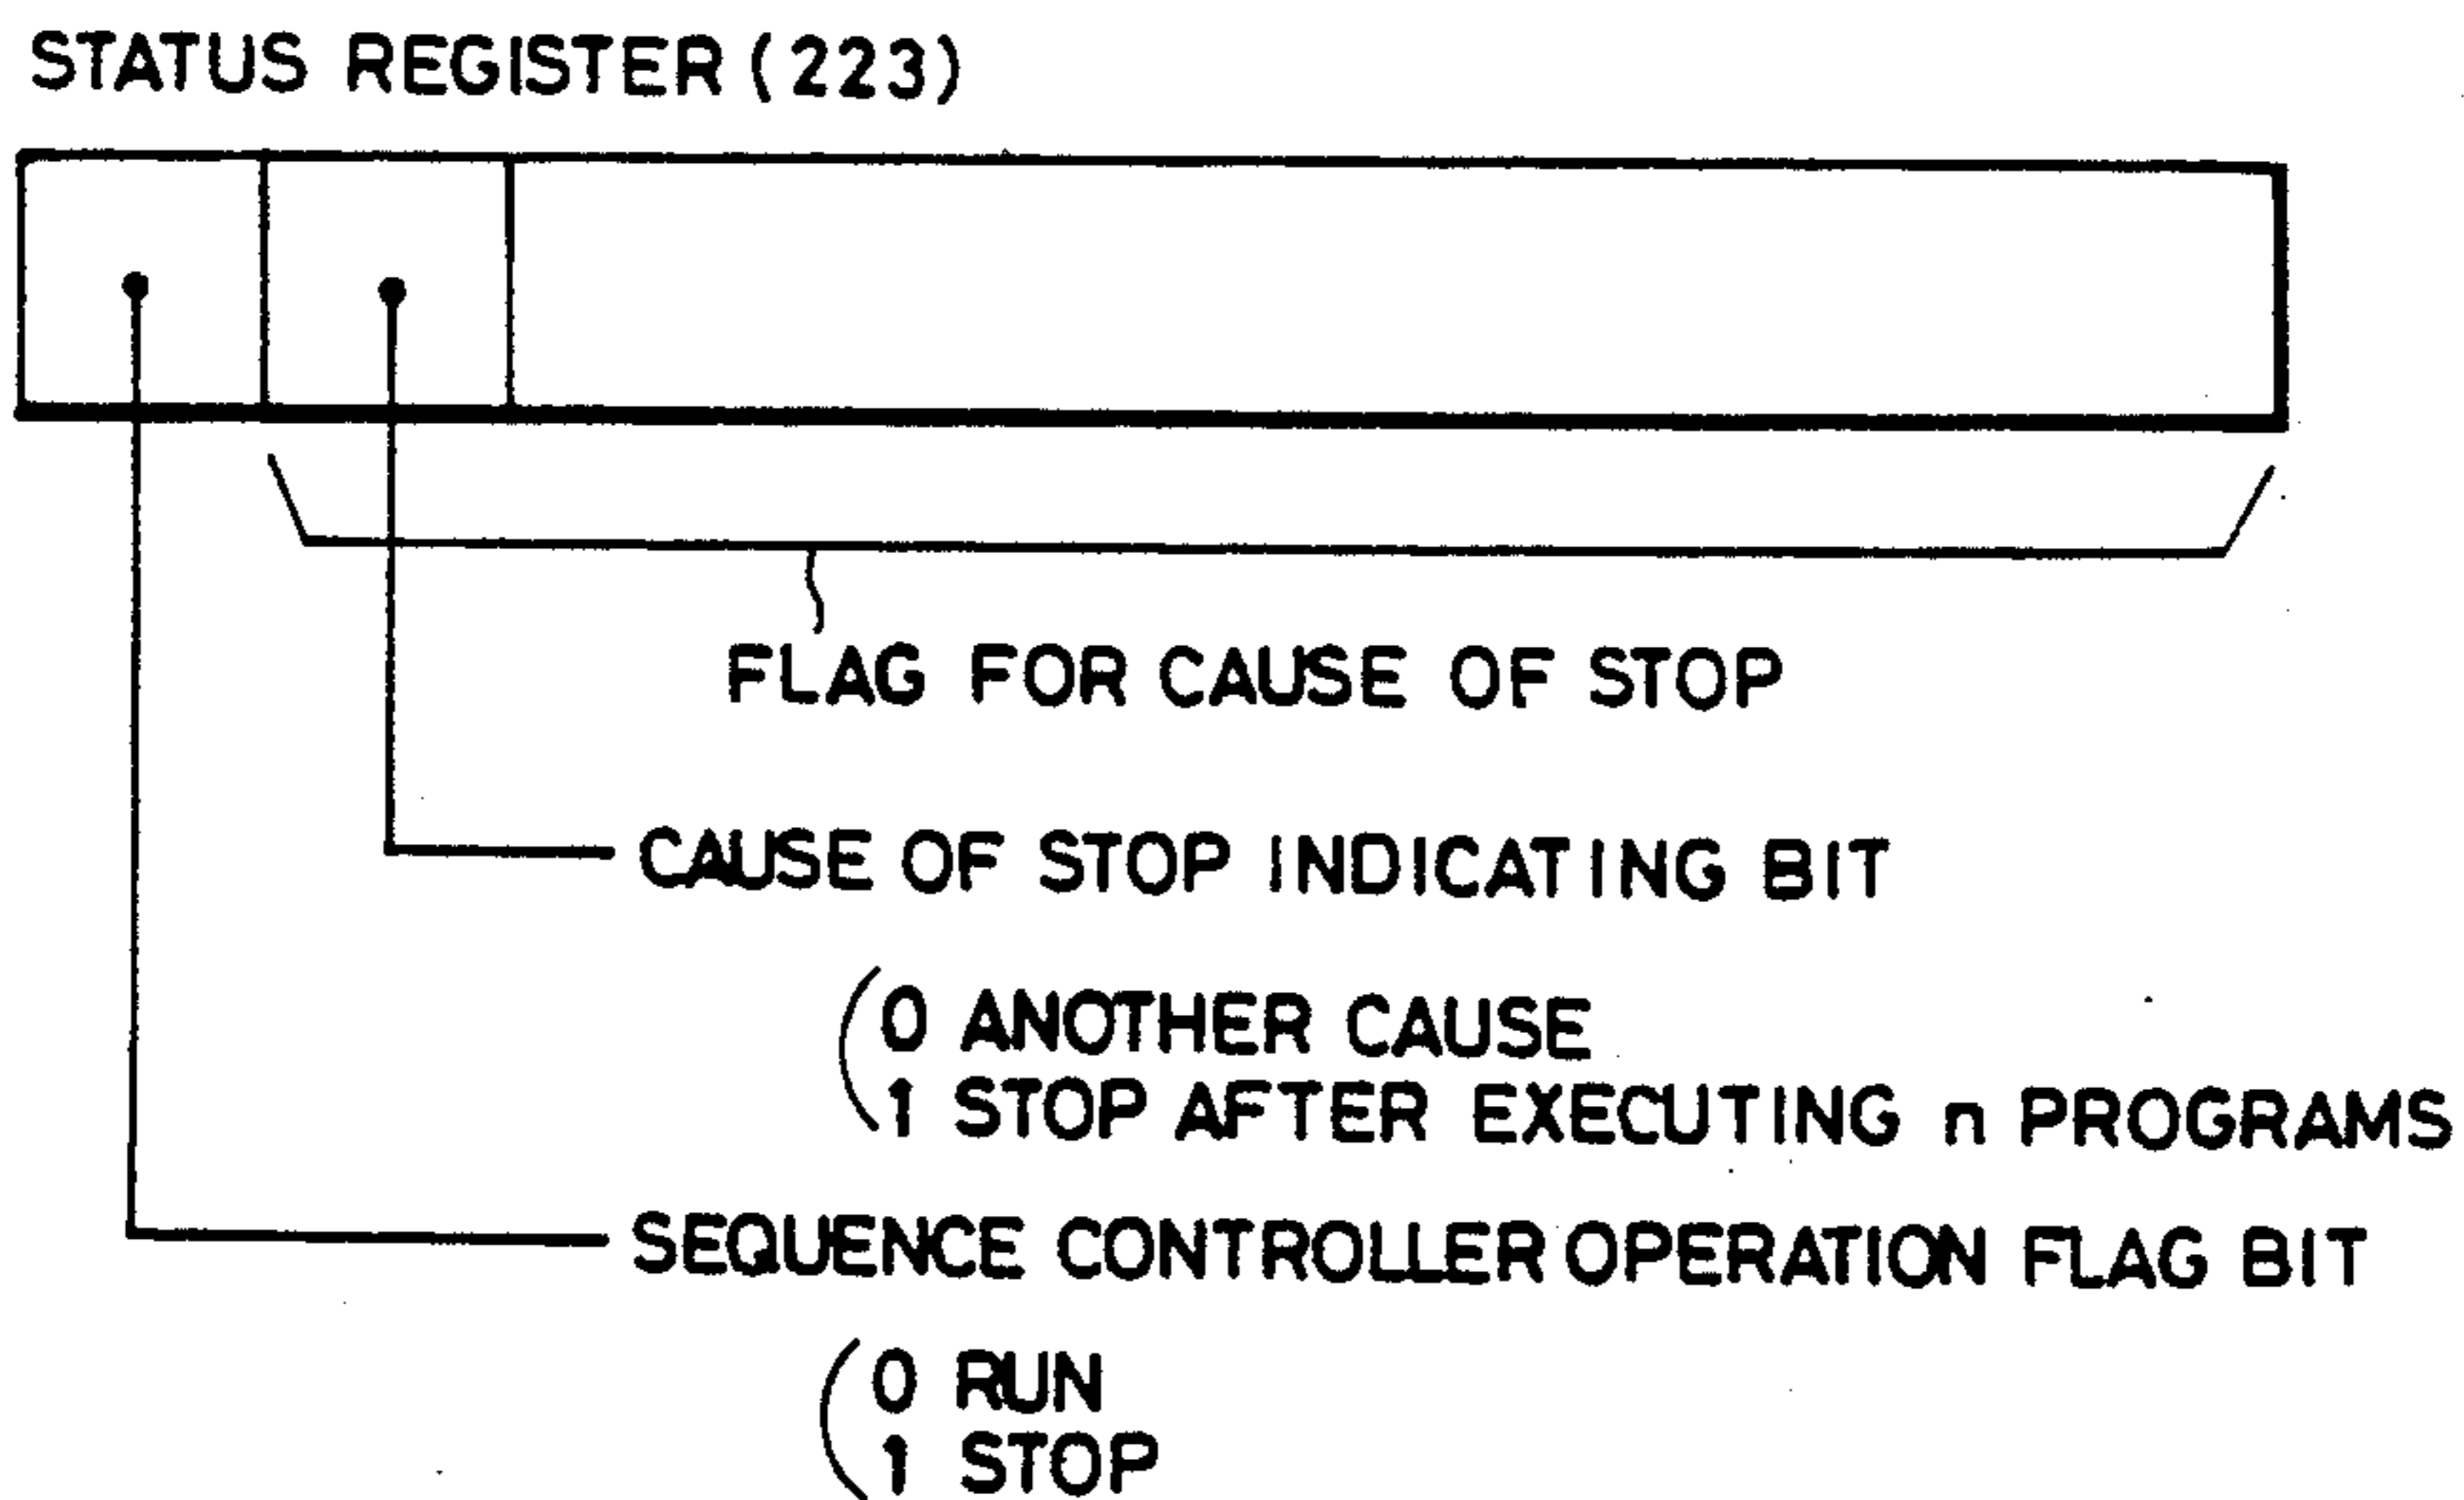 STATUS REGISTER (223)
FLAG FOR CAUSE OF STOP
CAUSE OF STOP INDICATING BIT
(0 ANOTHER CAUSE
1 STOP AFTER EXECUTING n PROGRAMS
SEQUENCE CONTROLLER OPERATION FLAG BIT
(0 RUN
1 STOP